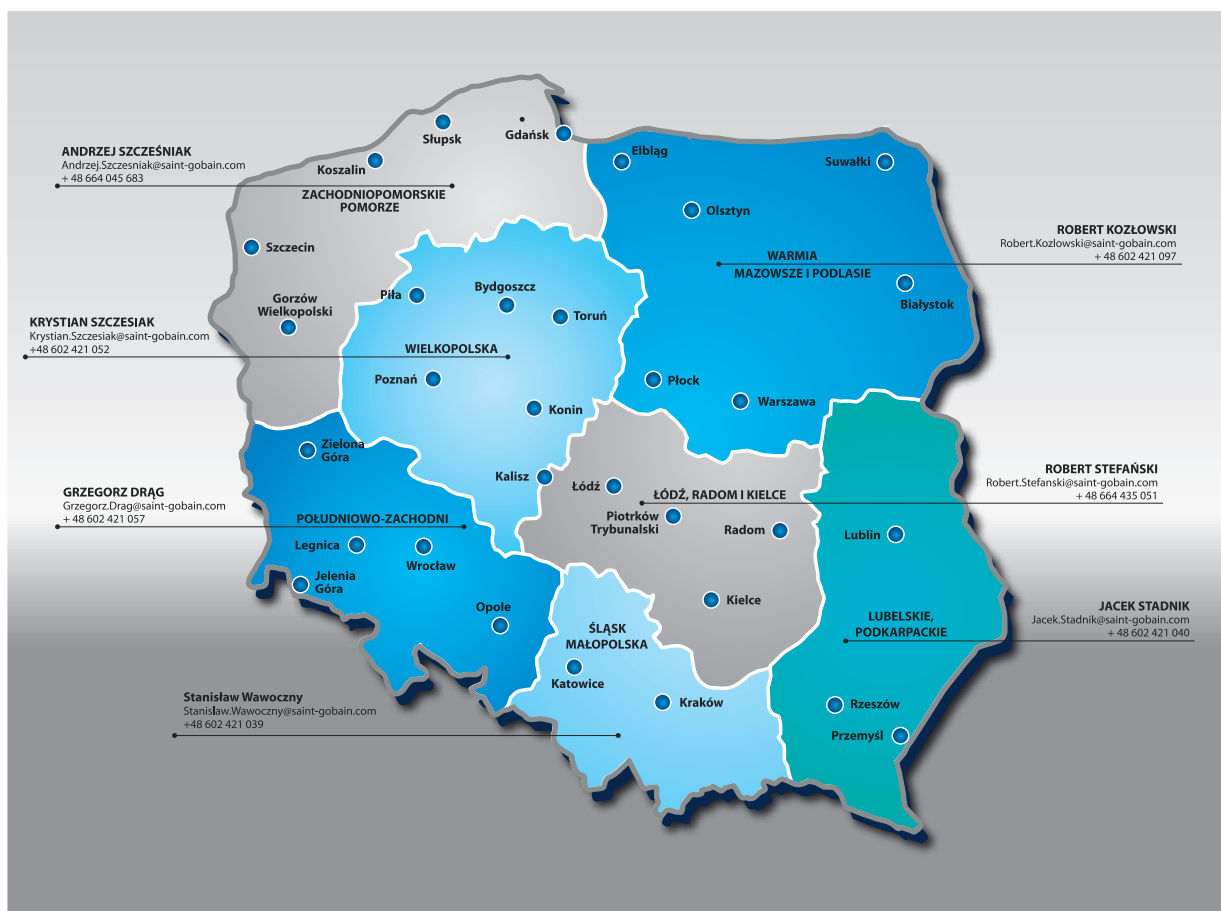 Słupsk
Gdańsk
Koszalin
Elbląg
Suwałki
ANDRZEJ SZCZEŚNIAK
Andrzej.Szczesniak@saint-gobain.com
+ 48 664 045 683
ZACHODNIOPOMORSKIE
POMORZE
Olsztyn
Szczecin
ROBERT KOZŁOWSKI
Robert.Kozlowski@saint-gobain.com
+ 48 602 421 097
WARMIA
MAZOWSZE I PODLASIE
Białystok
Gorzów
Wielkopolski
Piła
Bydgoszcz
Toruń
KRYSTIAN SZCZESIAK
Krystian.Szczesiak@saint-gobain.com
+48 602 421 052
WIELKOPOLSKA
Poznań
Konin
Płock
Warszawa
Zielona
Góra
Kalisz
Łódź
GRZEGORZ DRĄG
Grzegorz.Drag@saint-gobain.com
+ 48 602 421 057
POŁUDNIOWO-ZACHODNI
ŁÓDŹ, RADOM I KIELCE
ROBERT STEFAŃSKI
Robert.Stefanski@saint-gobain.com
+ 48 664 435 051
Piotrków
Trybunalski
Radom
Lublin
Legnica
Wrocław
Jelenia
Góra
Opole
Kielce
LUBELSKIE,
PODKARPACKIE
JACEK STADNIK
Jacek.Stadnik@saint-gobain.com
+ 48 602 421 040
ŚLĄSK
MAŁOPOLSKA
Katowice
Kraków
Rzeszów
Przemyśl
Stanisław Wawoczny
Stanislaw.Wawoczny@saint-gobain.com
+48 602 421 039